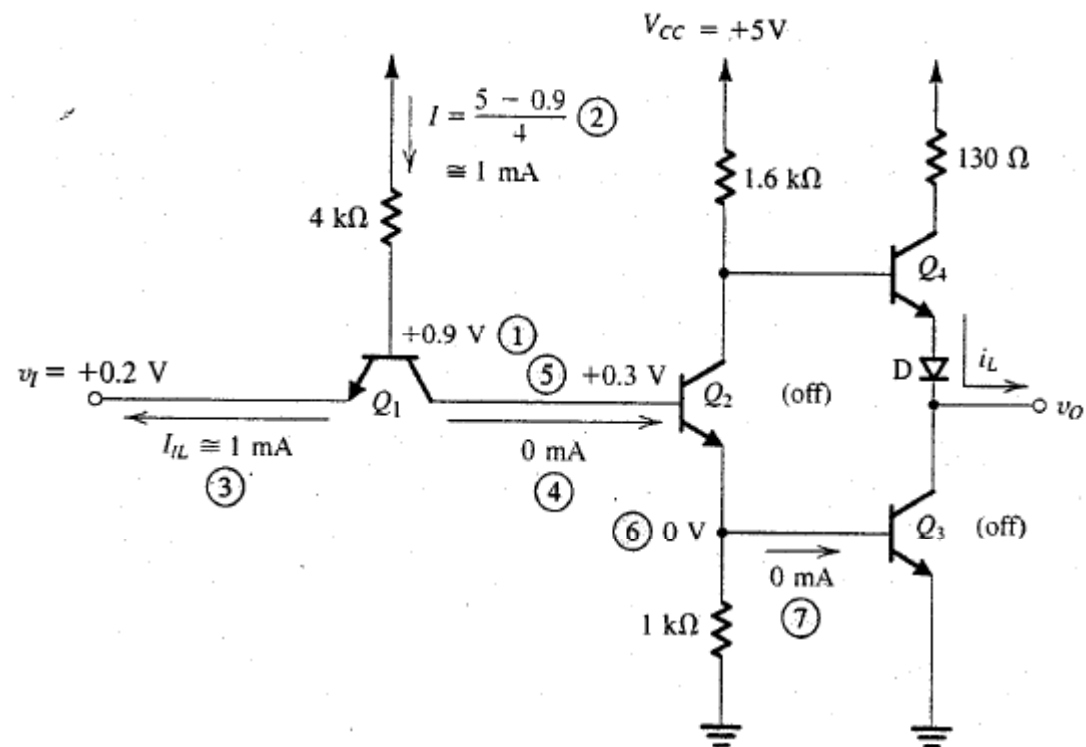 V_CC = +5V
I = (5 − 0.9)/4 ②
≅ 1 mA
4 kΩ
1.6 kΩ
130 Ω
Q₄
+0.9 V ①
⑤ +0.3 V
v_I = +0.2 V
Q₁
Q₂
(off)
D
i_L
v_O
I_IL ≅ 1 mA
③
0 mA
④
⑥ 0 V
Q₃
(off)
0 mA
⑦
1 kΩ